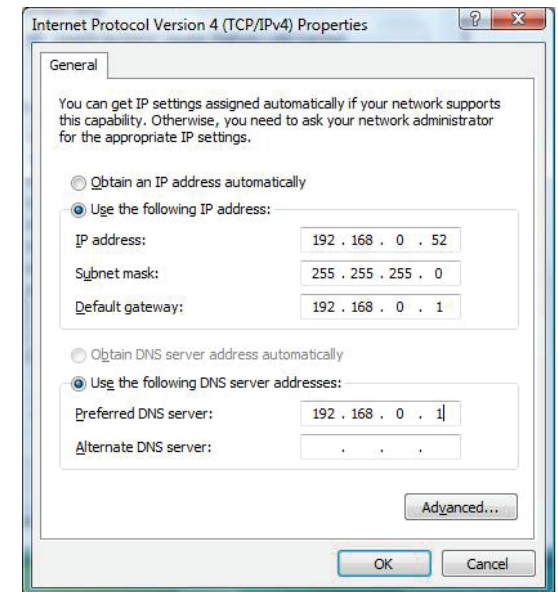 Internet Protocol Version 4 (TCP/IPv4) Properties
General
You can get IP settings assigned automatically if your network supports
this capability. Otherwise, you need to ask your network administrator
for the appropriate IP settings.
Obtain an IP address automatically
Use the following IP address:
IP address: 192 . 168 . 0 . 52
Subnet mask: 255 . 255 . 255 . 0
Default gateway: 192 . 168 . 0 . 1
Obtain DNS server address automatically
Use the following DNS server addresses:
Preferred DNS server: 192 . 168 . 0 . 1
Alternate DNS server: . . .
Advanced...
OK Cancel